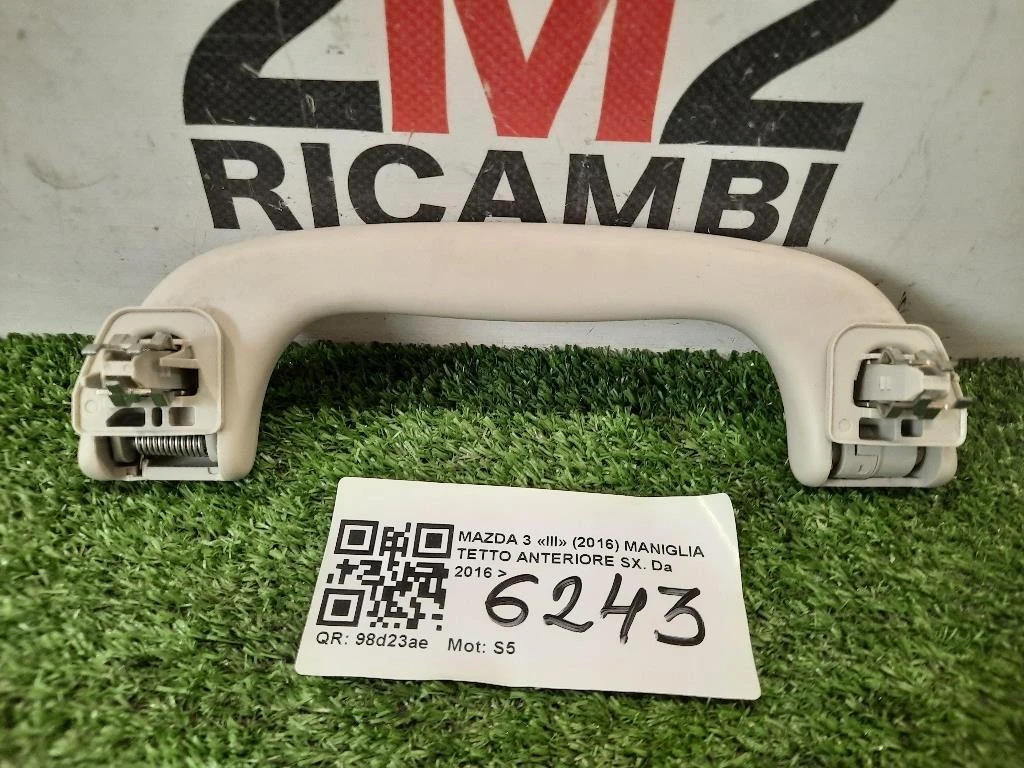 2M2
RICAMBI
MAZDA 3 «III» (2016) MANIGLIA
TETTO ANTERIORE SX. Da
2016 >
6243
QR: 98d23ae Mot: S5